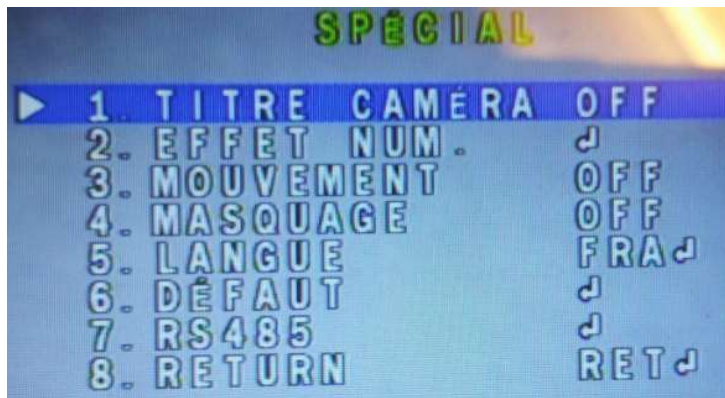 SPÉCIAL
1. TITRE CAMÉRA OFF
2. EFFET NUM. ↲
3. MOUVEMENT OFF
4. MASQUAGE OFF
5. LANGUE FRA↲
6. DÉFAUT ↲
7. RS485 ↲
8. RETURN RET↲